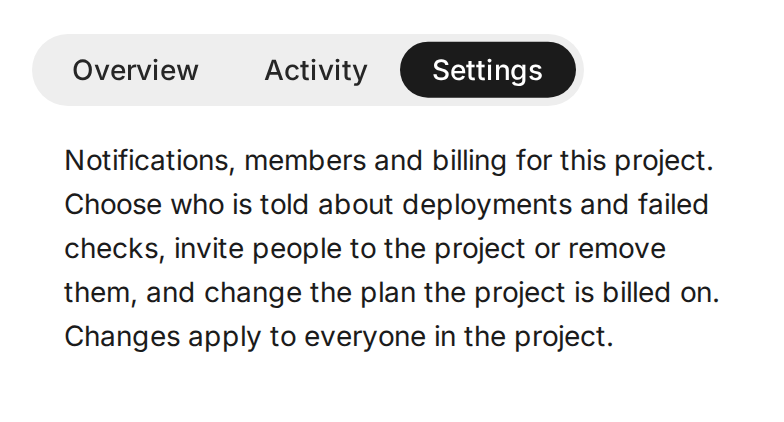 Overview Activity Settings
Notifications, members and billing for this project.
Choose who is told about deployments and failed
checks, invite people to the project or remove
them, and change the plan the project is billed on.
Changes apply to everyone in the project.